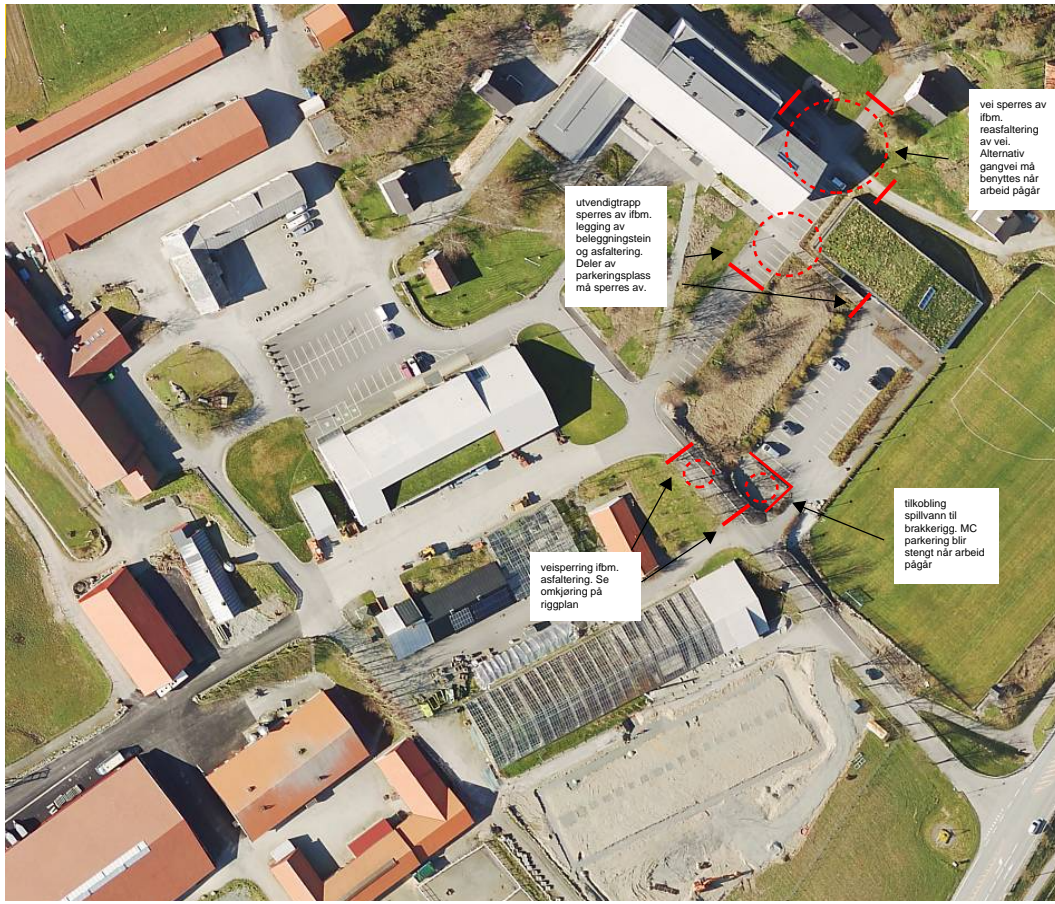 vei sperres av
ifbm.
reasfaltering
av vei.
Alternativ
gangvei må
benyttes når
arbeid pågår
utvendigtrapp
sperres av ifbm.
legging av
beleggningstein
og asfaltering.
Deler av
parkeringsplass
må sperres av.
tilkobling
spillvann til
brakkerigg. MC
parkering blir
stengt når arbeid
pågår
veisperring ifbm.
asfaltering. Se
omkjøring på
riggplan